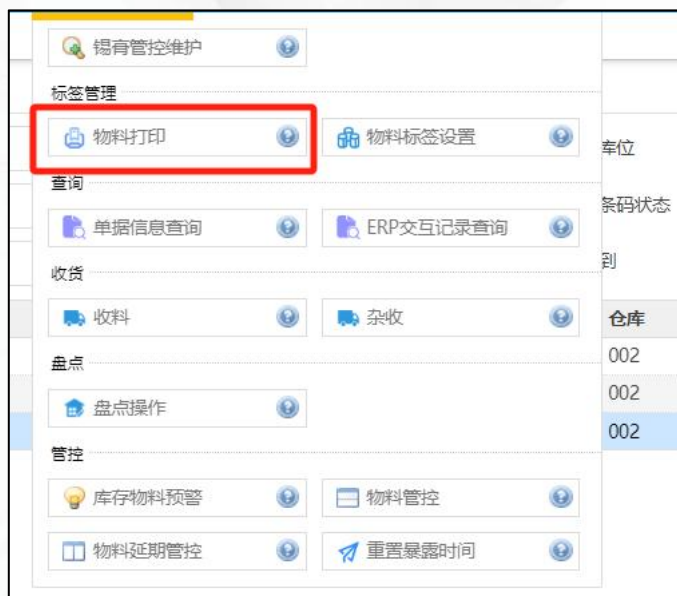 锡膏管控维护
标签管理
物料打印 物料标签设置
库位
查询
条码状态
单据信息查询 ERP交互记录查询
到
收货
收料 杂收
仓库
002
盘点
002
盘点操作
002
管控
库存物料预警 物料管控
物料延期管控 重置暴露时间